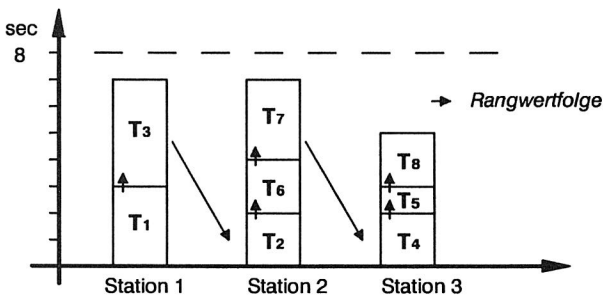 sec
8
T3
T7
Rangwertfolge
T8
T6
T5
T1
T2
T4
Station 1
Station 2
Station 3